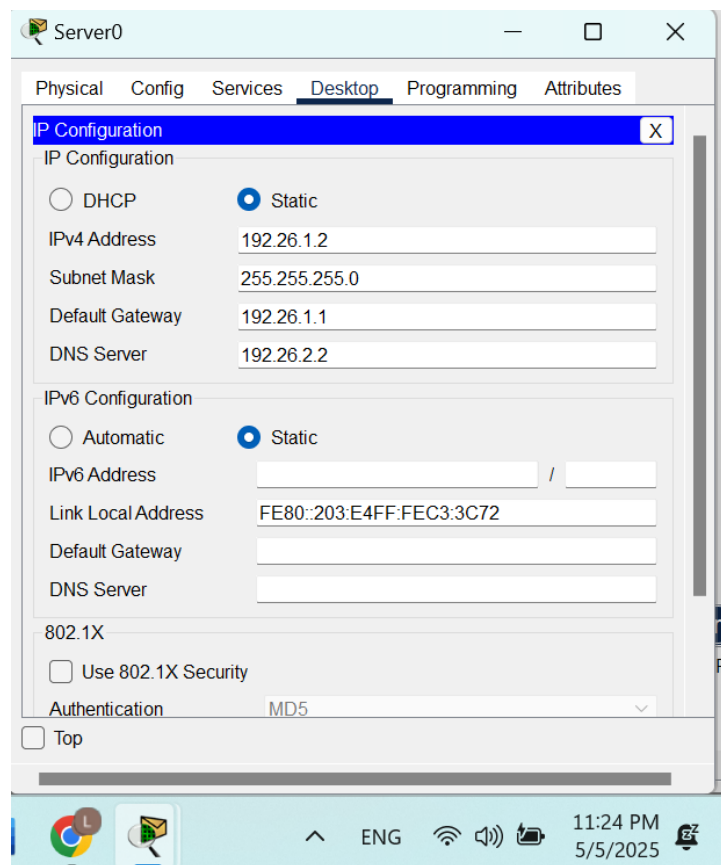 Server0
Physical Config Services Desktop Programming Attributes
IP Configuration X
IP Configuration
DHCP Static
IPv4 Address 192.26.1.2
Subnet Mask 255.255.255.0
Default Gateway 192.26.1.1
DNS Server 192.26.2.2
IPv6 Configuration
Automatic Static
IPv6 Address /
Link Local Address FE80::203:E4FF:FEC3:3C72
Default Gateway
DNS Server
802.1X
Use 802.1X Security
Authentication MD5
Top
L
ENG 11:24 PM
5/5/2025